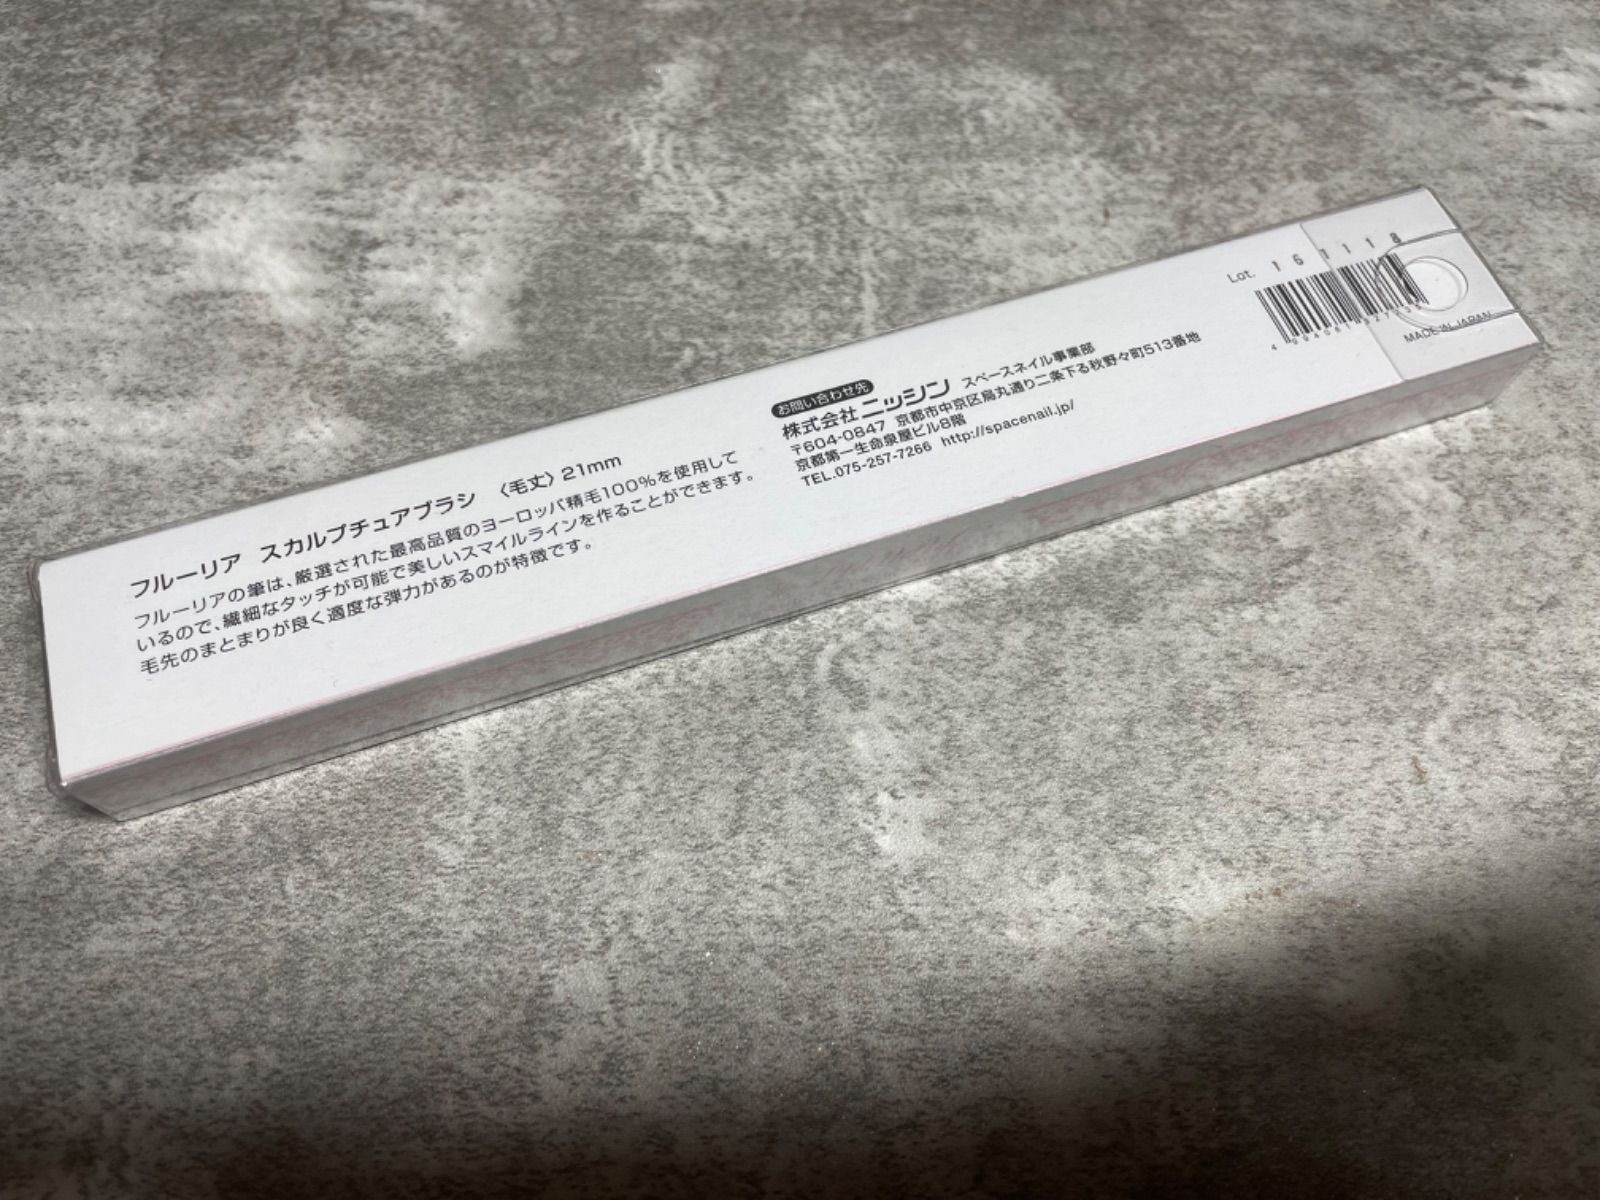 フルーリア スカルプチュアブラシ 〈毛丈〉21mm
フルーリアの筆は、厳選された最高品質のヨーロッパ精毛100%を使用して
いるので、繊細なタッチが可能で美しいスマイルラインを作ることができます。
毛先のまとまりが良く適度な弾力があるのが特徴です。
お問い合わせ先
株式会社 ニッシン スペースネイル事業部
〒604-0847 京都市中京区烏丸通り二条下る秋野々町513番地
京都第一生命泉屋ビル8階
TEL.075-257-7266 http://spacenail.jp/
Lot. 161118
MADE IN JAPAN